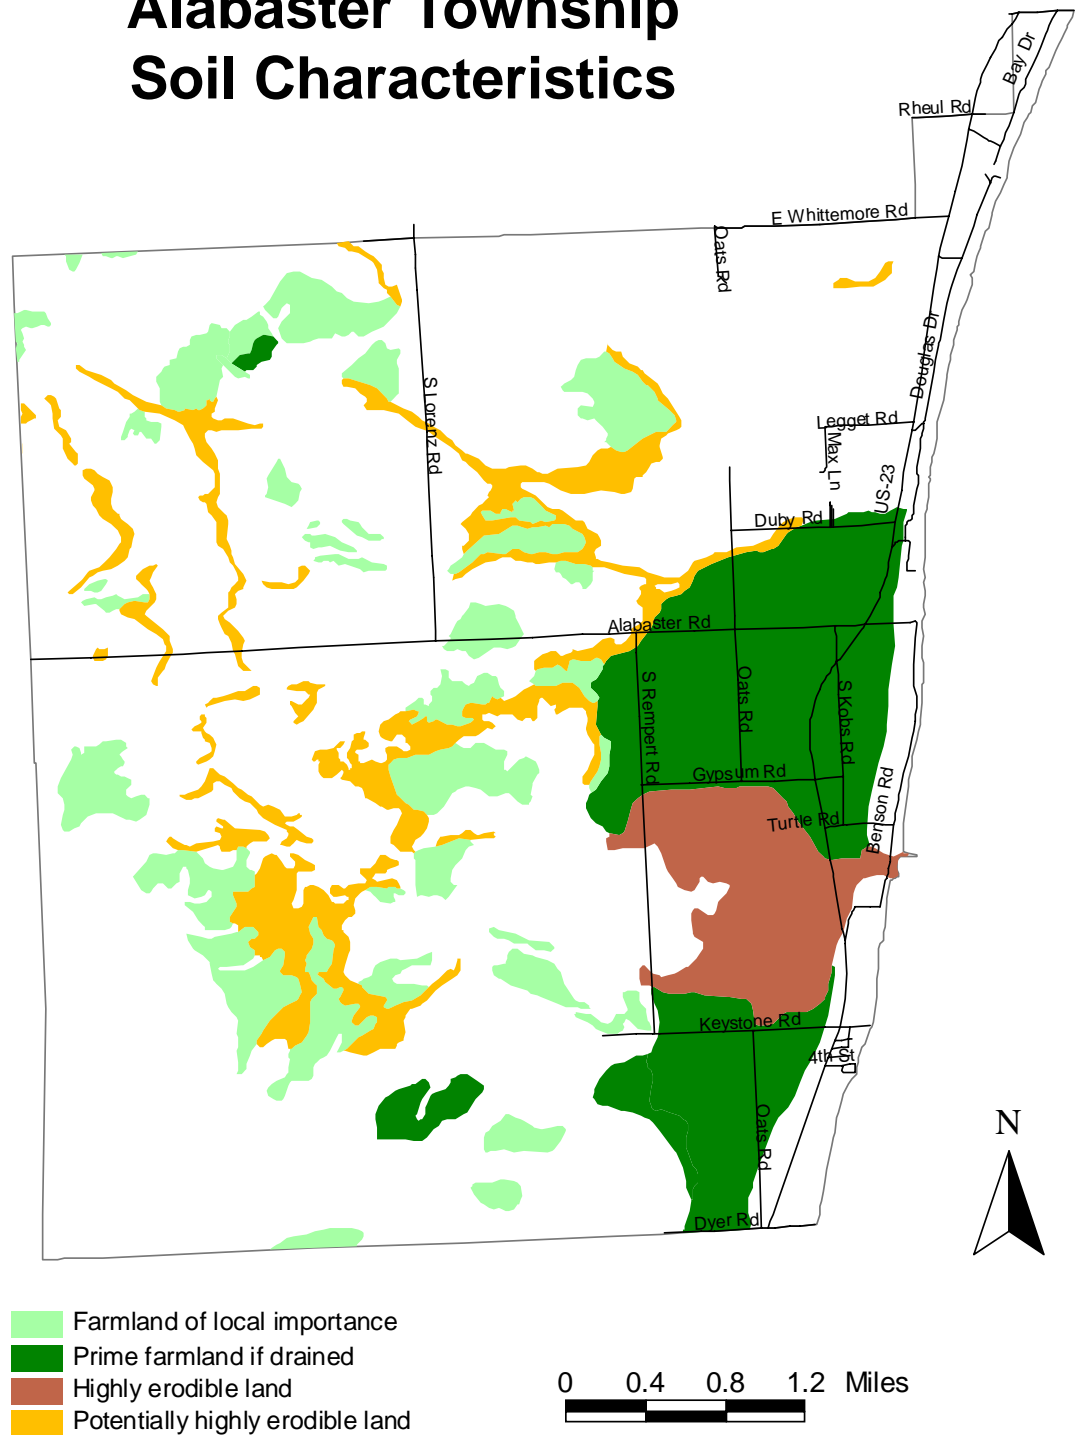 Alabaster Township
Soil Characteristics
Bay Dr
Rheul Rd
E Whittemore Rd
Oats Rd
Douglas Dr
S Lorenz Rd
Legget Rd
Max Ln
US-23
Duby Rd
Alabaster Rd
S Rempert Rd
Oats Rd
S Kobs Rd
Gypsum Rd
Turtle Rd
Benson Rd
Keystone Rd
4th St
Oats Rd
Dyer Rd
N
Farmland of local importance
Prime farmland if drained
Highly erodible land
Potentially highly erodible land
0 0.4 0.8 1.2 Miles